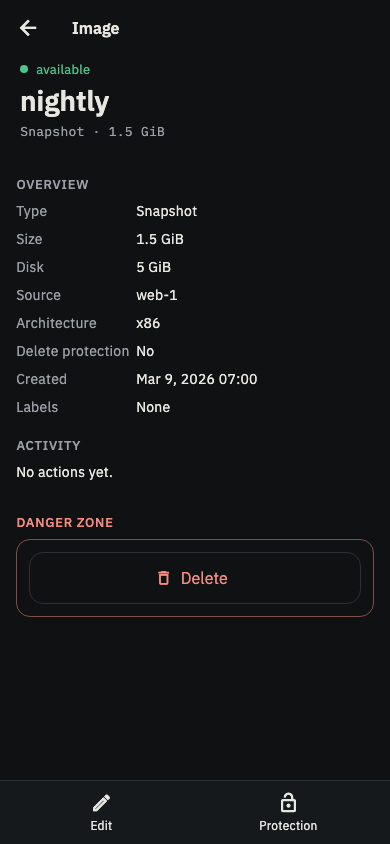 Image
available
nightly
Snapshot · 1.5 GiB
OVERVIEW
Type Snapshot
Size 1.5 GiB
Disk 5 GiB
Source web-1
Architecture x86
Delete protection No
Created Mar 9, 2026 07:00
Labels None
ACTIVITY
No actions yet.
DANGER ZONE
Delete
Edit Protection